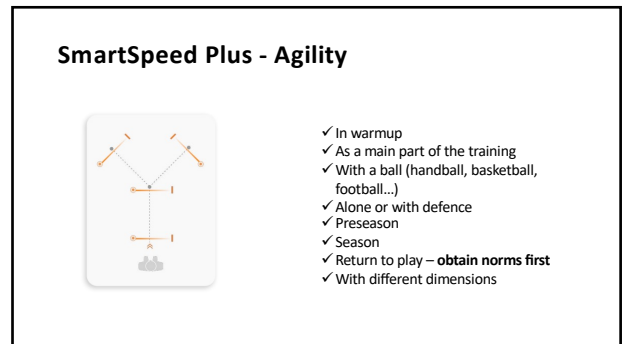 SmartSpeed Plus - Agility
✓ In warmup
✓ As a main part of the training
✓ With a ball (handball, basketball,
football...)
✓ Alone or with defence
✓ Preseason
✓ Season
✓ Return to play – obtain norms first
✓ With different dimensions